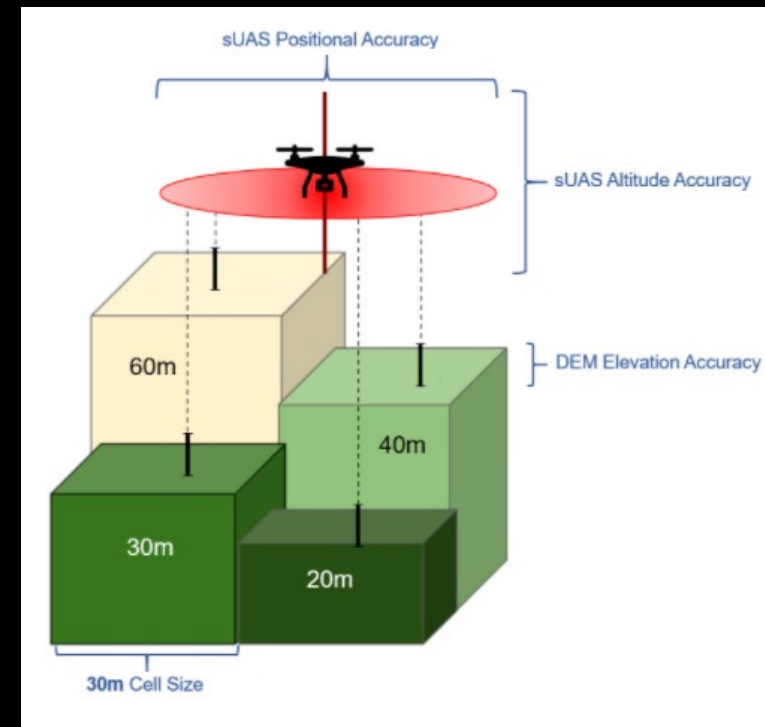 sUAS Positional Accuracy
sUAS Altitude Accuracy
60m
DEM Elevation Accuracy
40m
30m
20m
30m Cell Size